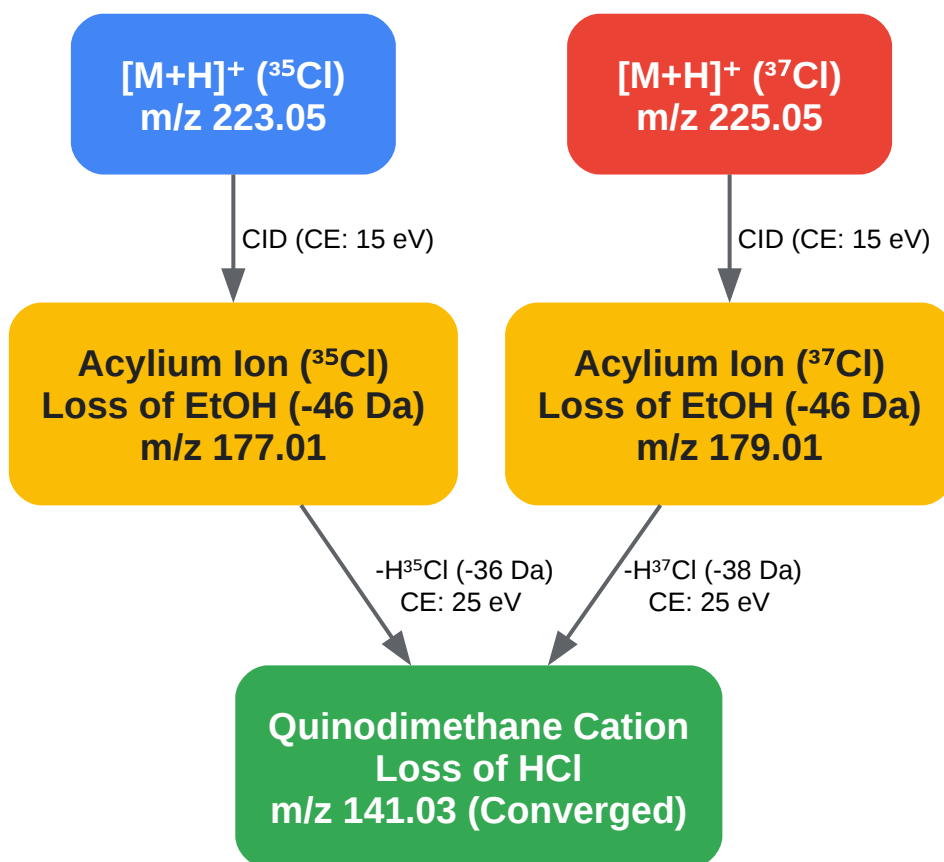 [M+H]⁺ (³⁵Cl)
m/z 223.05
[M+H]⁺ (³⁷Cl)
m/z 225.05
CID (CE: 15 eV)
CID (CE: 15 eV)
Acylium Ion (³⁵Cl)
Loss of EtOH (-46 Da)
m/z 177.01
Acylium Ion (³⁷Cl)
Loss of EtOH (-46 Da)
m/z 179.01
-H³⁵Cl (-36 Da)
CE: 25 eV
-H³⁷Cl (-38 Da)
CE: 25 eV
Quinodimethane Cation
Loss of HCl
m/z 141.03 (Converged)